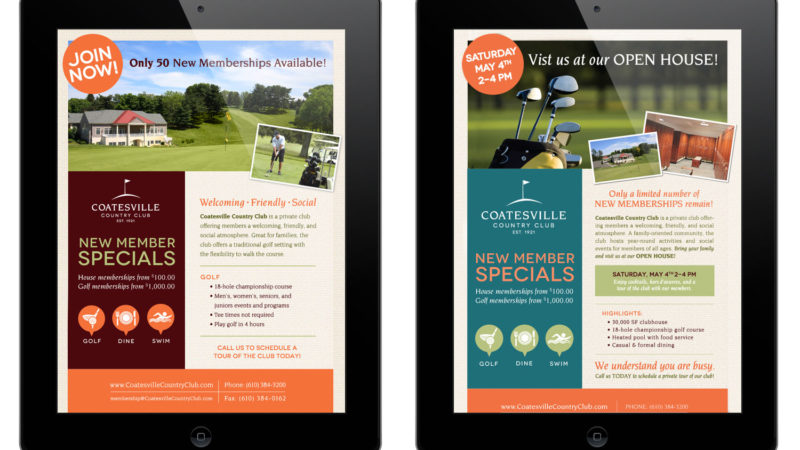 JOIN
NOW!
Only 50 New Memberships Available!
COATESVILLE
COUNTRY CLUB
EST. 1921
NEW MEMBER
SPECIALS
House memberships from $100.00
Golf memberships from $1,000.00
GOLF
DINE
SWIM
Welcoming • Friendly • Social
Coatesville Country Club is a private club
offering members a welcoming, friendly, and
social atmosphere. Great for families, the
club offers a traditional golf setting with
the flexibility to walk the course.
GOLF
• 18-hole championship course
• Men's, women's, seniors, and
juniors events and programs
• Tee times not required
• Play golf in 4 hours
CALL US TO SCHEDULE A
TOUR OF THE CLUB TODAY!
www.CoatesvilleCountryClub.com
Phone: (610) 384-3200
membership@CoatesvilleCountryClub.com
Fax: (610) 384-0162
SATURDAY
MAY 4TH
2-4 PM
Vist us at our OPEN HOUSE!
COATESVILLE
COUNTRY CLUB
EST. 1921
NEW MEMBER
SPECIALS
House memberships from $100.00
Golf memberships from $1,000.00
GOLF
DINE
SWIM
Only a limited number of
NEW MEMBERSHIPS remain!
Coatesville Country Club is a private club offer-
ing members a welcoming, friendly, and social
atmosphere. A family-oriented community, the
club hosts year-round activities and social
events for members of all ages. Bring your family
and visit us at our OPEN HOUSE!
SATURDAY, MAY 4TH 2-4 PM
Enjoy cocktails, hors d'oeuvres, and a
tour of the club with our members.
HIGHLIGHTS:
• 30,000 SF clubhouse
• 18-hole championship golf course
• Heated pool with food service
• Casual & formal dining
We understand you are busy.
Call us TODAY to schedule a private tour of our club!
www.CoatesvilleCountryClub.com
PHONE: (610) 384-3200